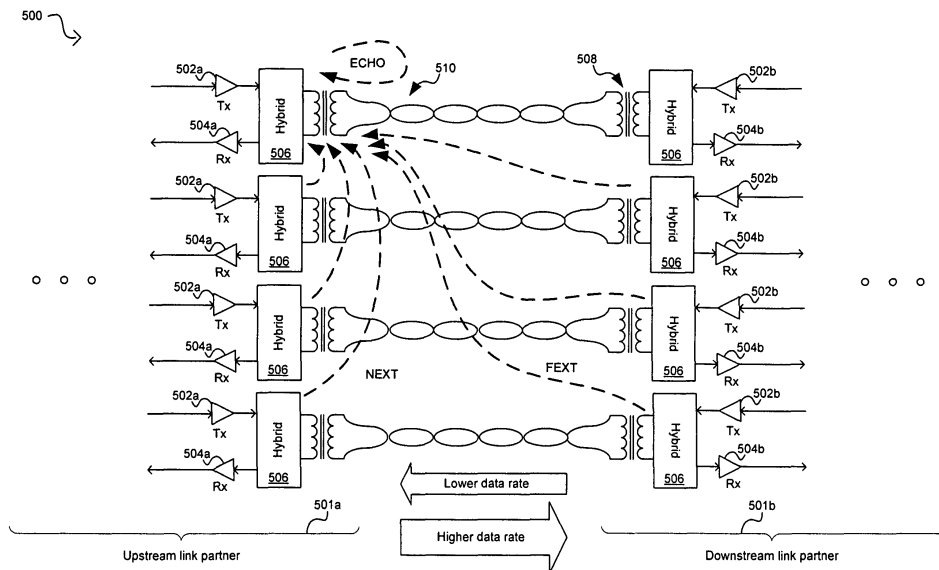 500
502a
Tx
504a
Rx
Hybrid
506
ECHO
510
508
Hybrid
506
502b
Tx
504b
Rx
502a
Tx
504a
Rx
Hybrid
506
Hybrid
506
502b
Tx
504b
Rx
502a
Tx
504a
Rx
Hybrid
506
Hybrid
506
502b
Tx
504b
Rx
NEXT
FEXT
502a
Tx
504a
Rx
Hybrid
506
Hybrid
506
502b
Tx
504b
Rx
Lower data rate
Higher data rate
501a
501b
Upstream link partner
Downstream link partner